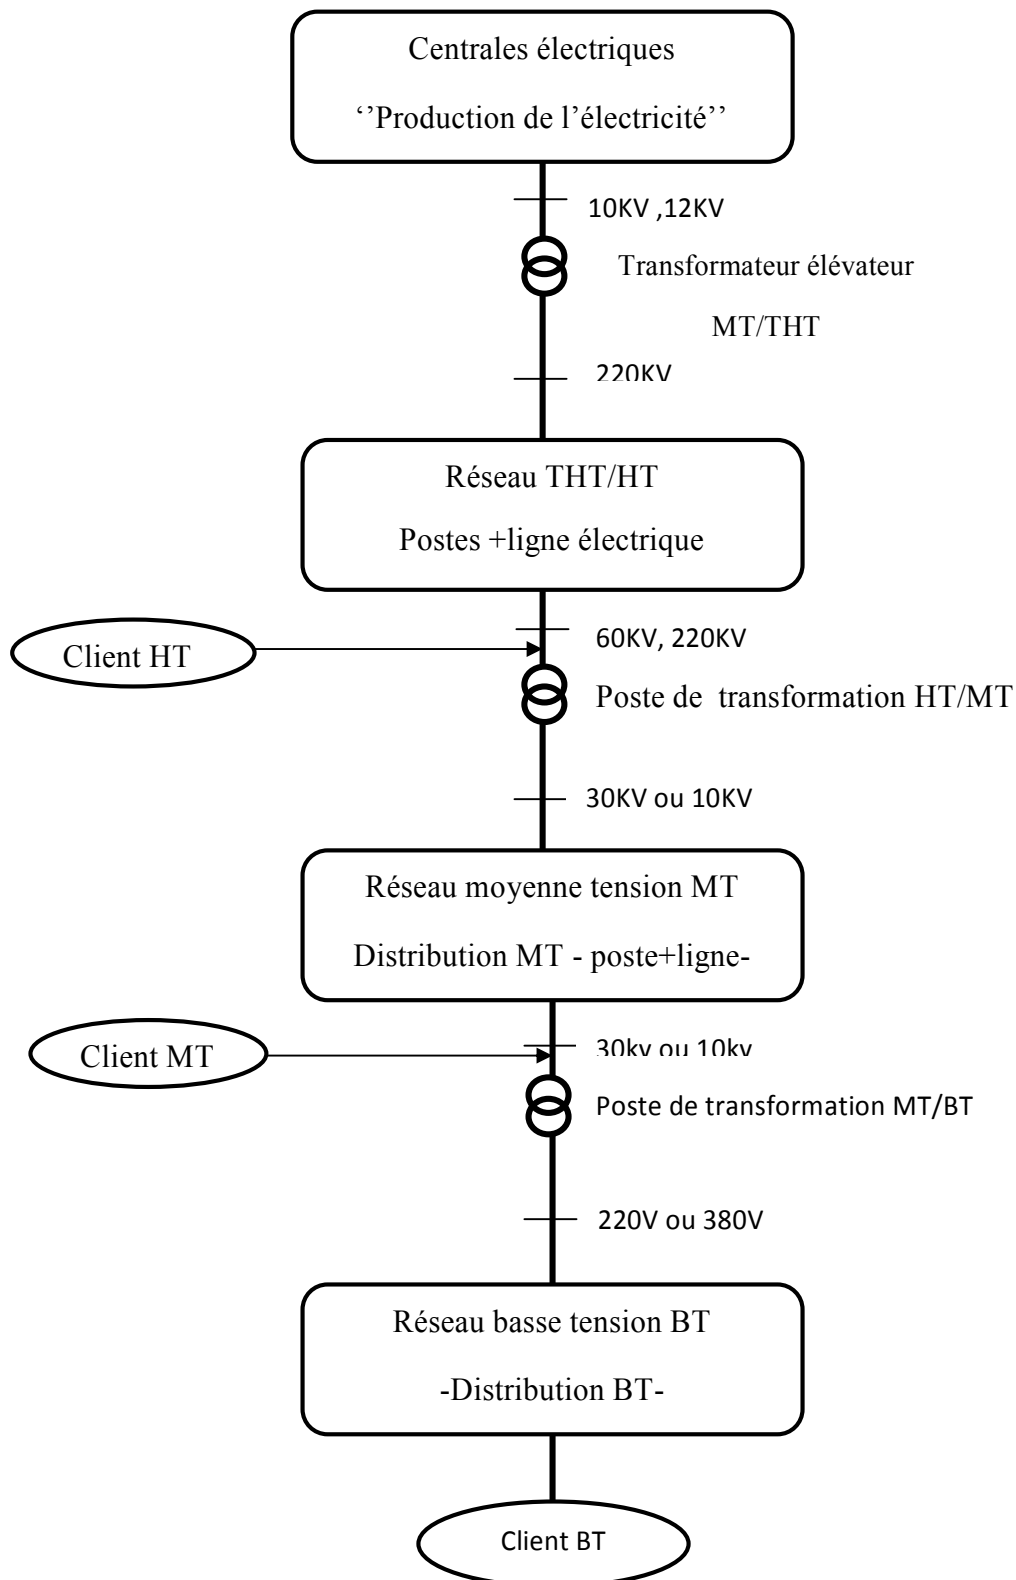 Centrales électriques
‘’Production de l’électricité’’
10KV ,12KV
Transformateur élévateur
MT/THT
220KV
Réseau THT/HT
Postes +ligne électrique
60KV, 220KV
Client HT
Poste de transformation HT/MT
30KV ou 10KV
Réseau moyenne tension MT
Distribution MT - poste+ligne-
30kv ou 10kv
Client MT
Poste de transformation MT/BT
220V ou 380V
Réseau basse tension BT
-Distribution BT-
Client BT